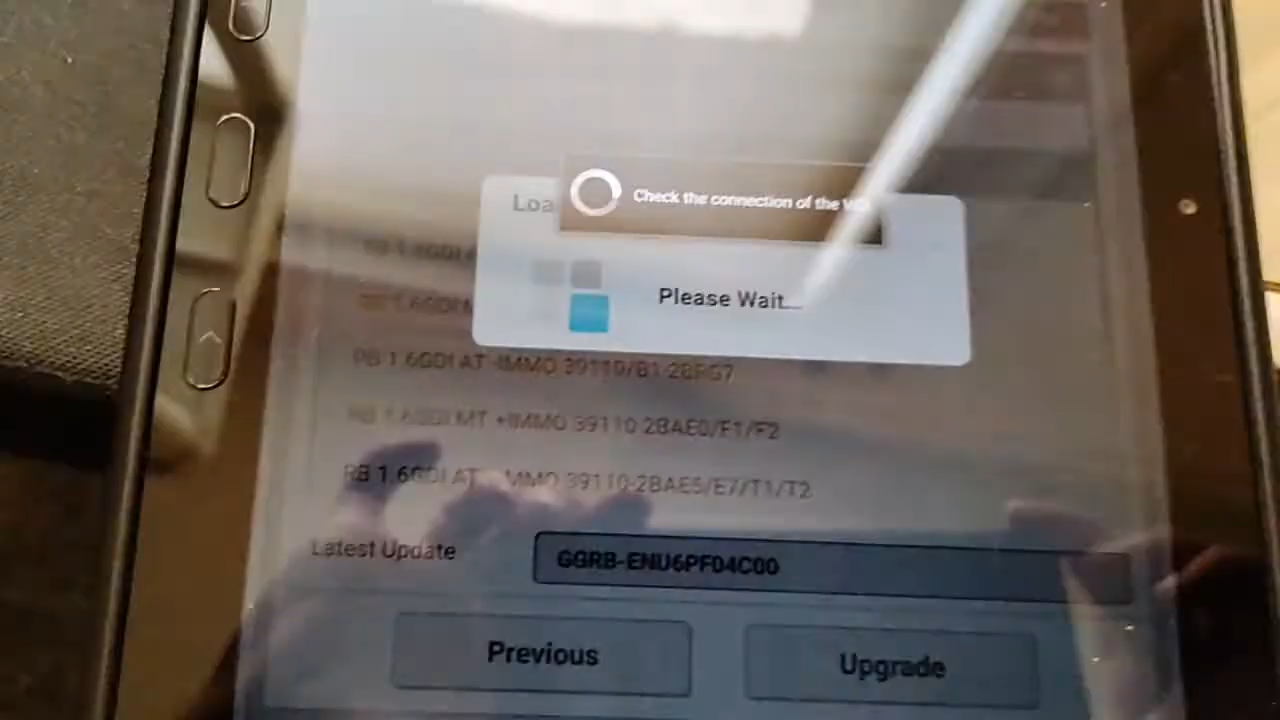 Loa
Check the connection of the
Please Wait...
RB 1.6GDI AT -IMMO 39110/B1-2BRG7
RB 1.6GDI MT +IMMO 39110-2BAE0/F1/F2
RB 1.6GDI AT IMMO 39110-2BAE5/E7/T1/T2
Latest Update
GGRB-ENU6PF04C00
Previous
Upgrade